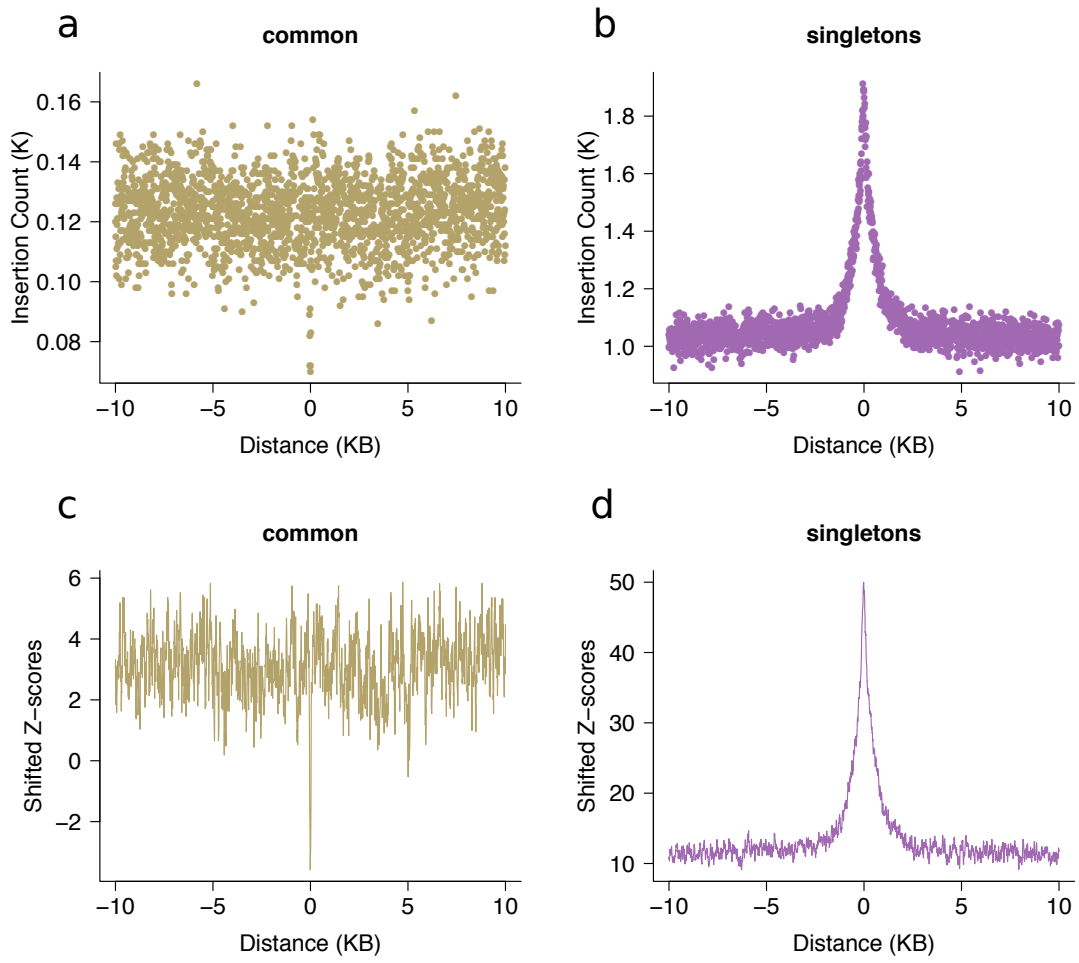 a
common
Insertion Count (K)
0.16
0.14
0.12
0.10
0.08
−10
−5
0
5
10
Distance (KB)
b
singletons
Insertion Count (K)
1.8
1.6
1.4
1.2
1.0
−10
−5
0
5
10
Distance (KB)
c
common
Shifted Z−scores
6
4
2
0
−2
−10
−5
0
5
10
Distance (KB)
d
singletons
Shifted Z−scores
50
40
30
20
10
−10
−5
0
5
10
Distance (KB)